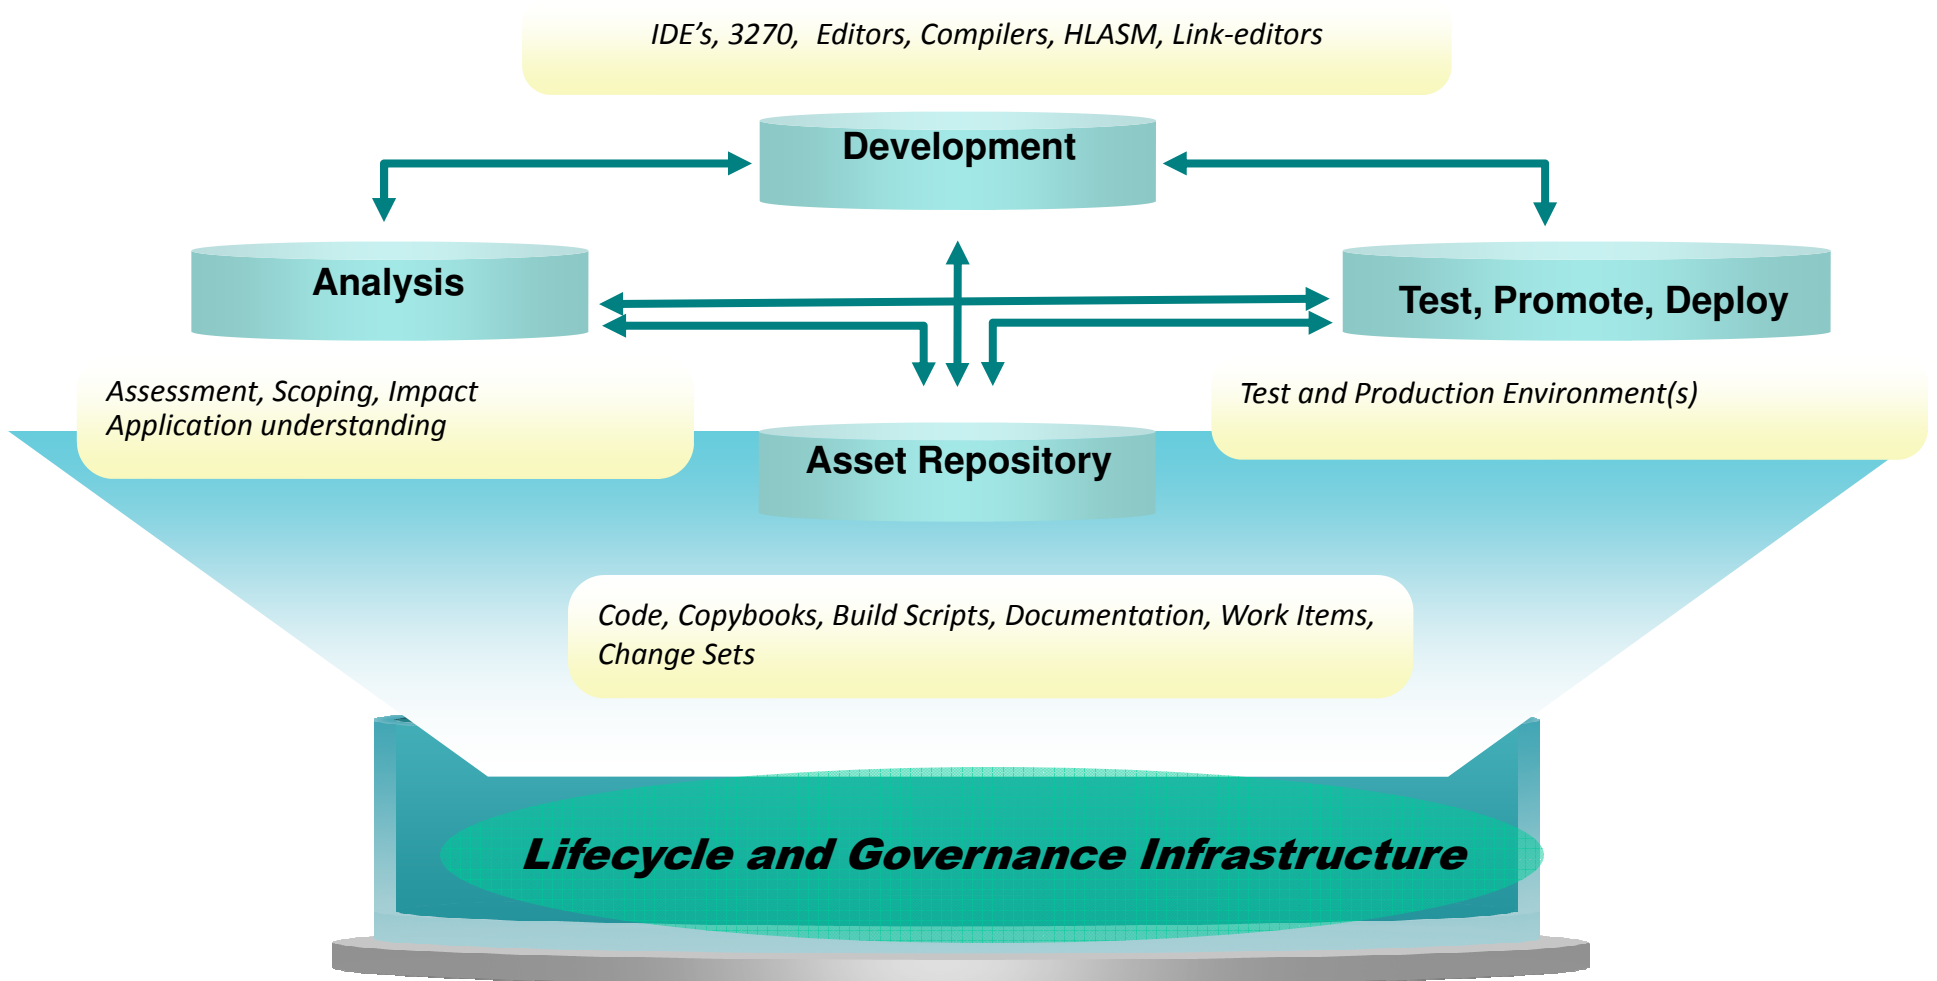 IDE’s, 3270,  Editors, Compilers, HLASM, Link-editors
Development
Analysis
Test, Promote, Deploy
Assessment, Scoping, Impact
Application understanding
Test and Production Environment(s)
Asset Repository
Code, Copybooks, Build Scripts, Documentation, Work Items,
Change Sets
Lifecycle and Governance Infrastructure